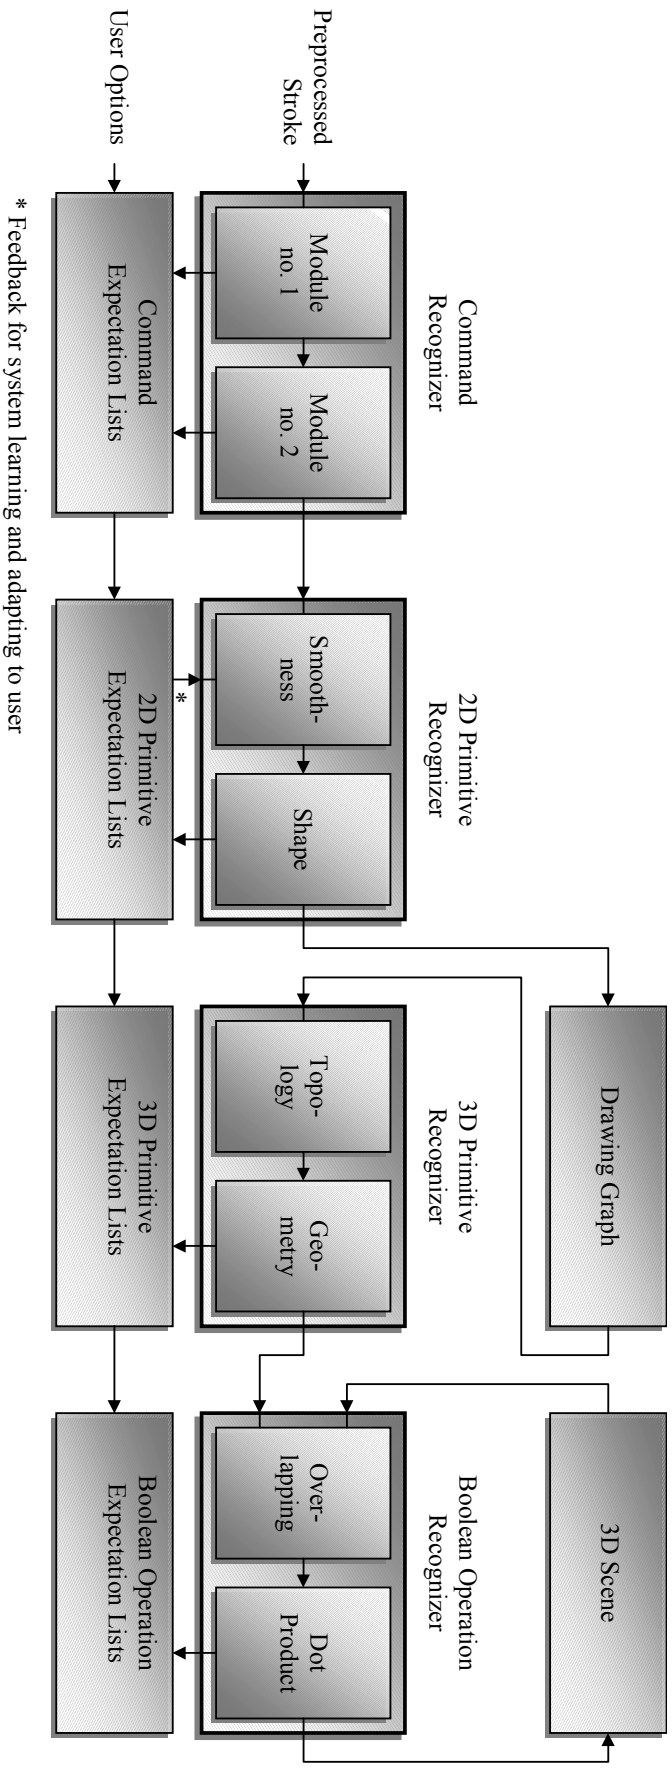 Drawing Graph
3D Scene
Command
Recognizer
2D Primitive
Recognizer
3D Primitive
Recognizer
Boolean Operation
Recognizer
Preprocessed
Stroke
Module
no. 1
Module
no. 2
Smooth-
ness
Shape
Topo-
logy
Geo-
metry
Over-
lapping
Dot
Product
*
User Options
Command
Expectation Lists
2D Primitive
Expectation Lists
3D Primitive
Expectation Lists
Boolean Operation
Expectation Lists
* Feedback for system learning and adapting to user